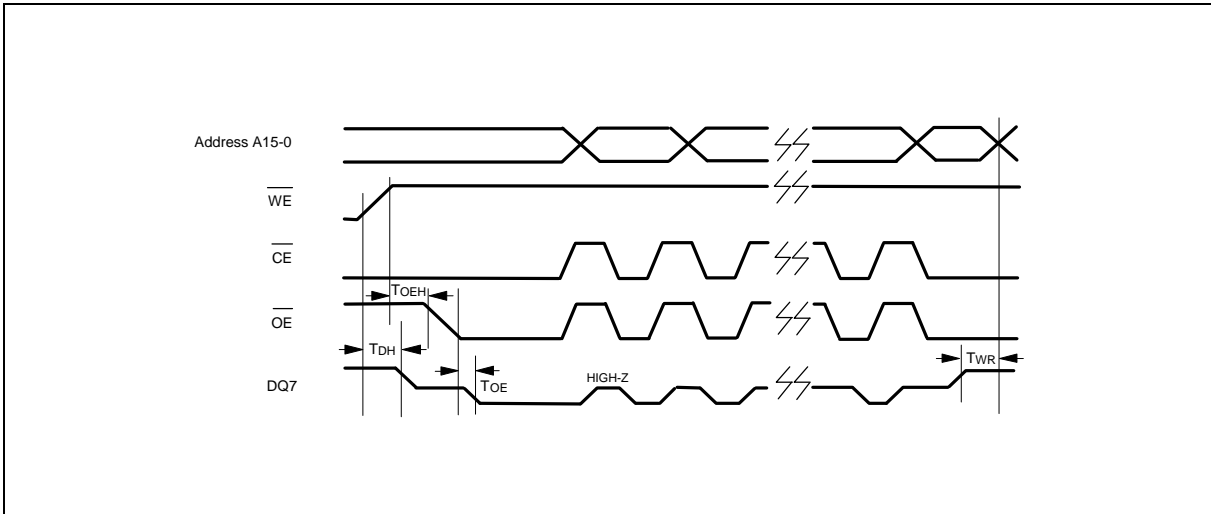 Address A15-0
WE
CE
TOEH
OE
TDH
TWR
DQ7
TOE
HIGH-Z